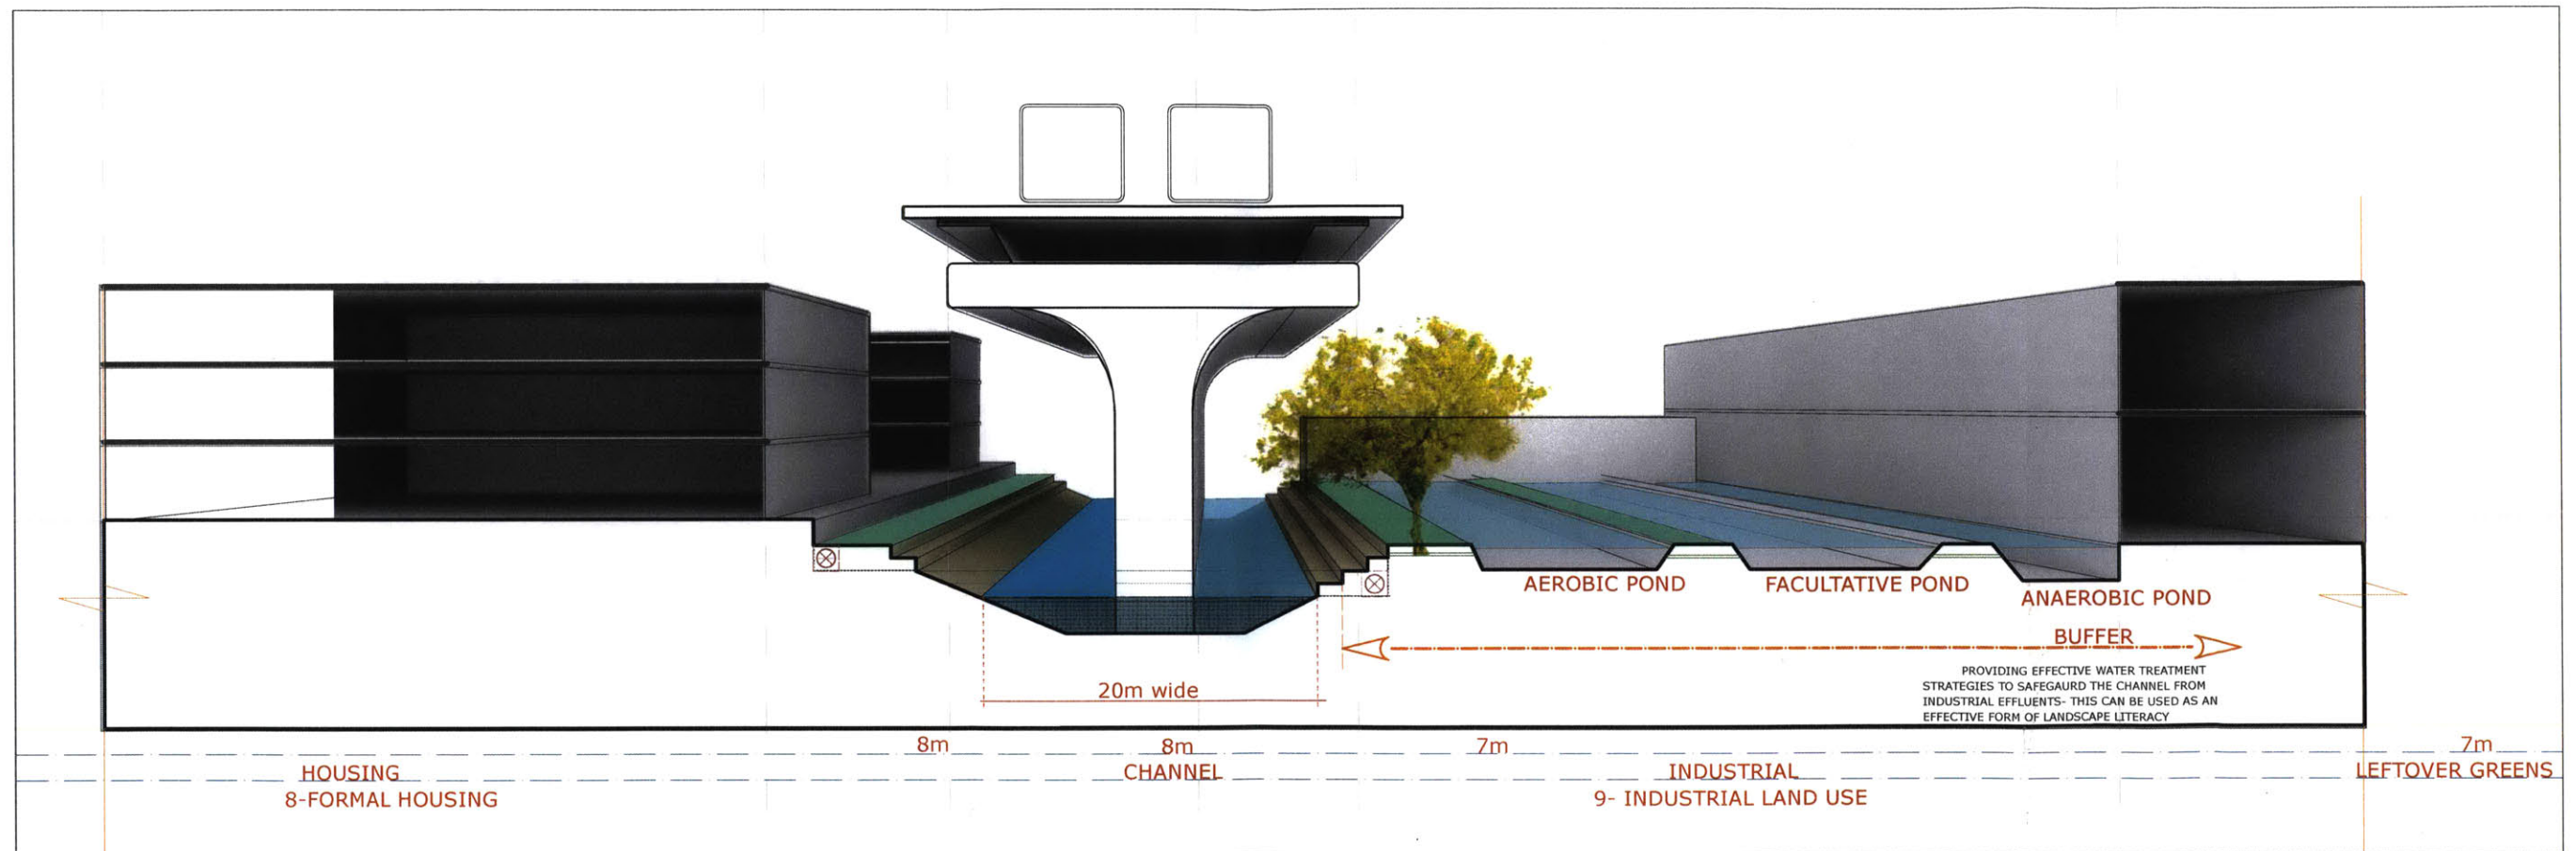 AEROBIC POND
FACULTATIVE POND
ANAEROBIC POND
BUFFER
PROVIDING EFFECTIVE WATER TREATMENT
STRATEGIES TO SAFEGAURD THE CHANNEL FROM
INDUSTRIAL EFFLUENTS- THIS CAN BE USED AS AN
EFFECTIVE FORM OF LANDSCAPE LITERACY
20m wide
8m
8m
7m
7m
HOUSING
CHANNEL
INDUSTRIAL
LEFTOVER GREENS
8-FORMAL HOUSING
9- INDUSTRIAL LAND USE